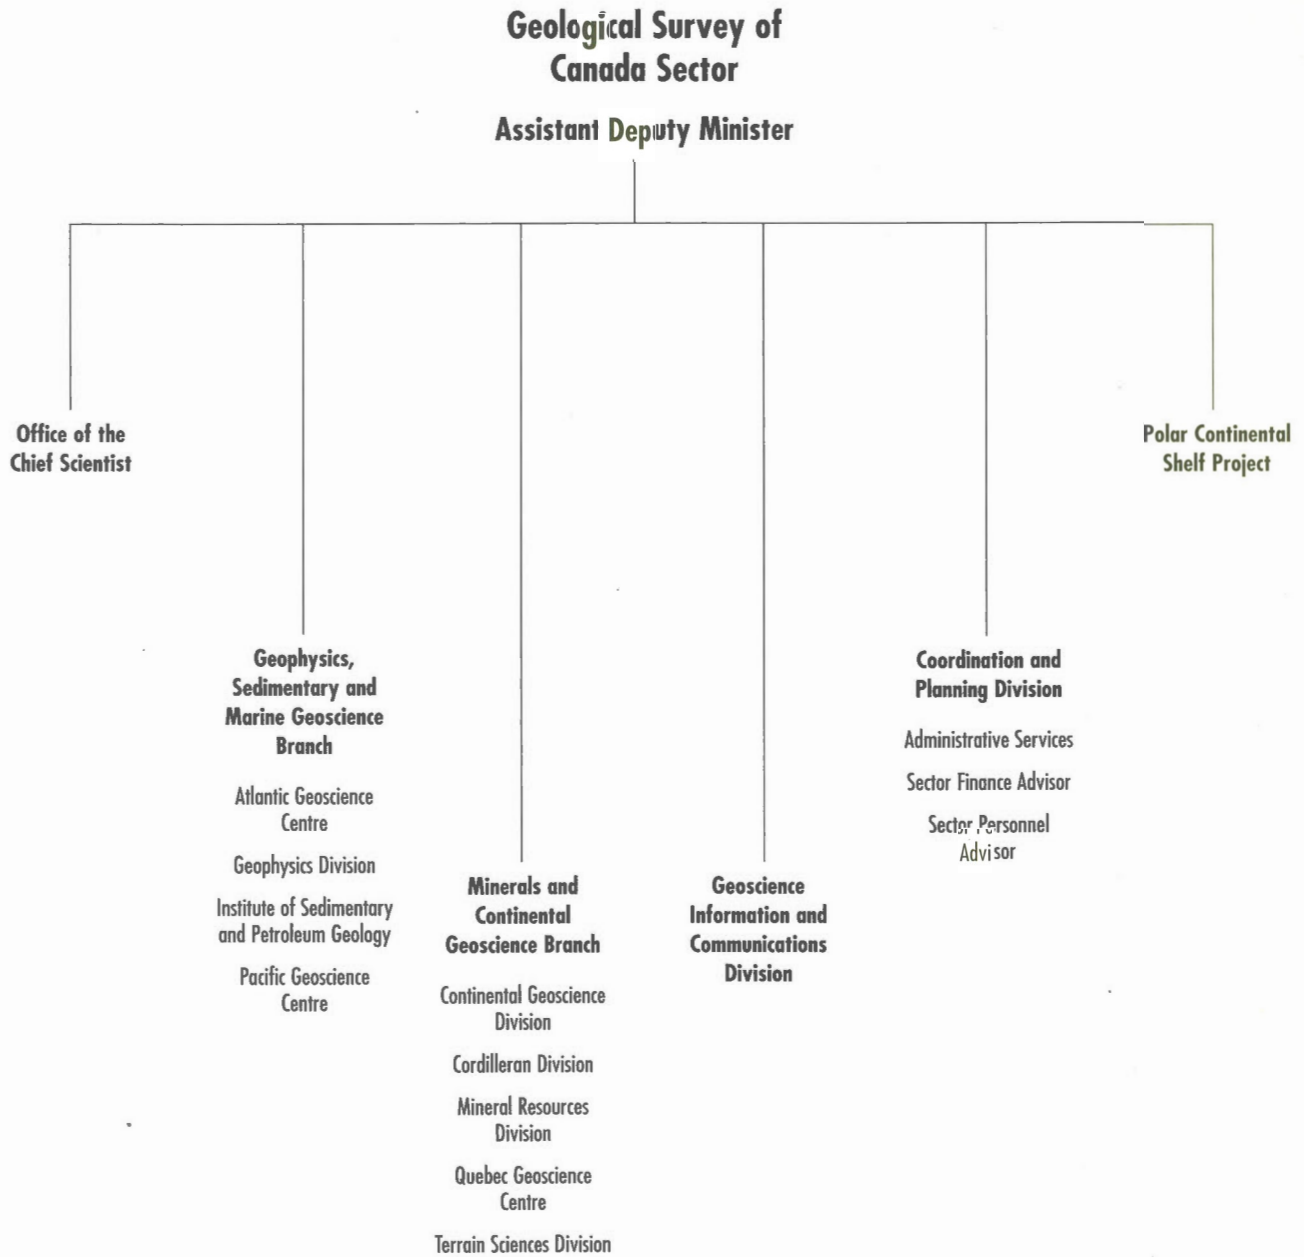 Geological Survey of
Canada Sector
Assistant Deputy Minister
Office of the
Chief Scientist
Polar Continental
Shelf Project
Geophysics,
Sedimentary and
Marine Geoscience
Branch
Atlantic Geoscience
Centre
Geophysics Division
Institute of Sedimentary
and Petroleum Geology
Pacific Geoscience
Centre
Minerals and
Continental
Geoscience Branch
Continental Geoscience
Division
Cordilleran Division
Mineral Resources
Division
Quebec Geoscience
Centre
Terrain Sciences Division
Geoscience
Information and
Communications
Division
Coordination and
Planning Division
Administrative Services
Sector Finance Advisor
Sector Personnel
Advisor